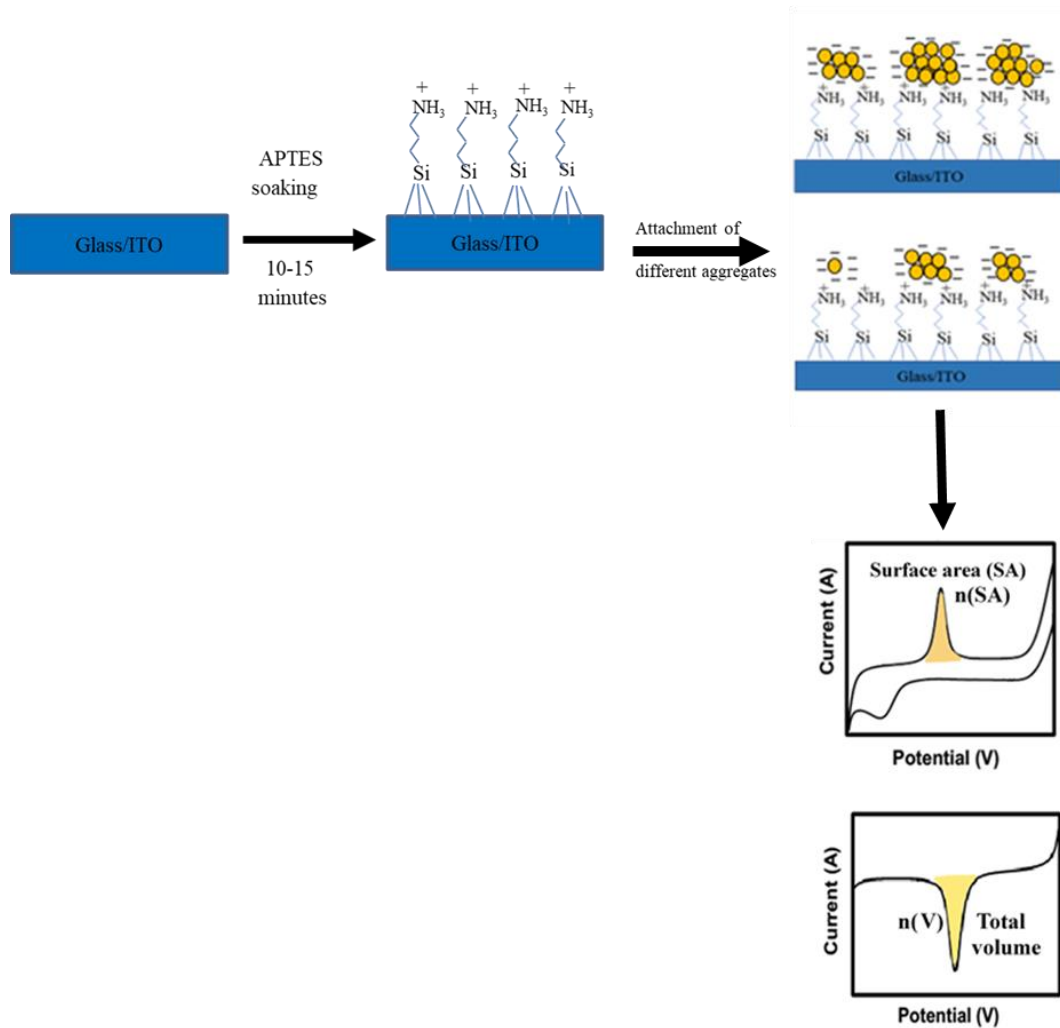 APTES
soaking
10-15
minutes
Glass/ITO
+ + + +
NH3 NH3 NH3 NH3
Si Si Si Si
Glass/ITO
Attachment of
different aggregates
+ + + + + +
NH3 NH3 NH3 NH3 NH3 NH3
Si Si Si Si Si Si
Glass/ITO
+ + + + + +
NH3 NH3 NH3 NH3 NH3 NH3
Si Si Si Si Si Si
Glass/ITO
Current (A)
Surface area (SA)
n(SA)
Potential (V)
Current (A)
n(V) Total
volume
Potential (V)